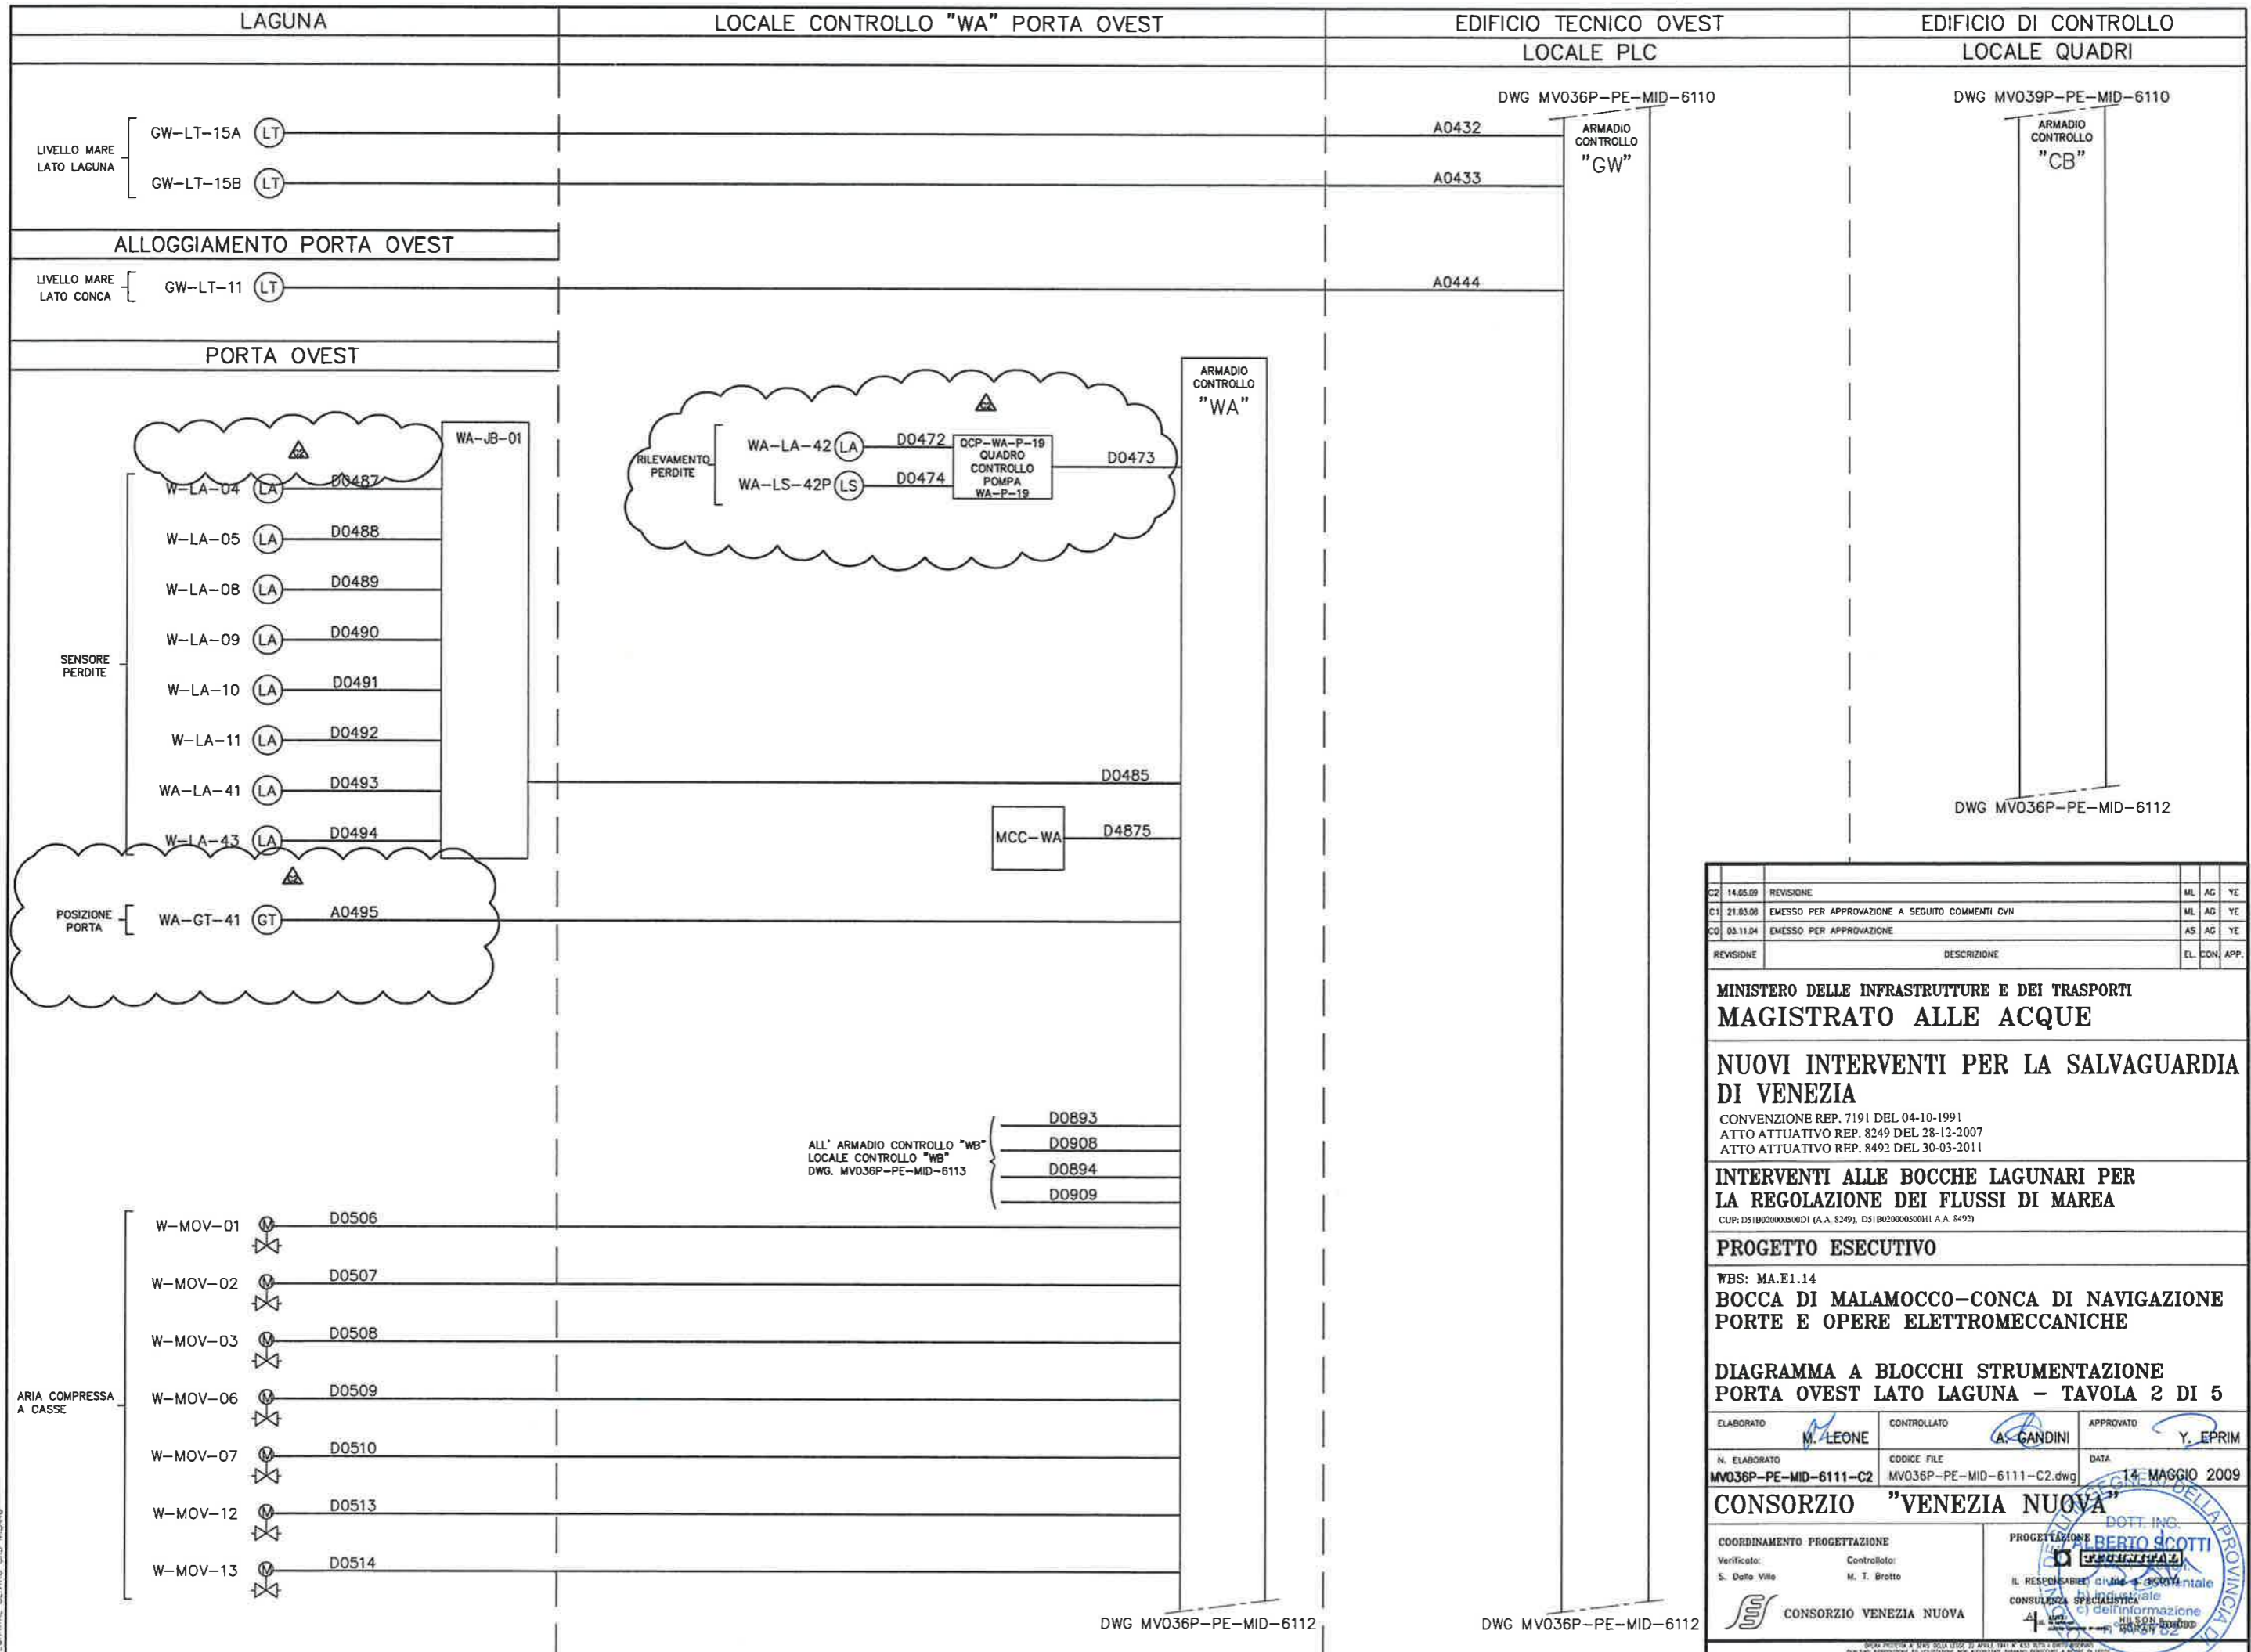 LAGUNA
LOCALE CONTROLLO "WA" PORTA OVEST
EDIFICIO TECNICO OVEST
EDIFICIO DI CONTROLLO
LOCALE PLC
LOCALE QUADRI
DWG MV036P-PE-MID-6110
DWG MV039P-PE-MID-6110
LIVELLO MARE
LATO LAGUNA
GW-LT-15A LT
A0432
GW-LT-15B LT
A0433
ARMADIO
CONTROLLO
"GW"
ARMADIO
CONTROLLO
"CB"
ALLOGGIAMENTO PORTA OVEST
LIVELLO MARE
LATO CONCA
GW-LT-11 LT
A0444
PORTA OVEST
ARMADIO
CONTROLLO
"WA"
C2
RILEVAMENTO
PERDITE
WA-LA-42 LA D0472
WA-LS-42P LS D0474
QCP-WA-P-19
QUADRO
CONTROLLO
POMPA
WA-P-19
D0473
C2
WA-JB-01
SENSORE
PERDITE
W-LA-04 LA D0487
W-LA-05 LA D0488
W-LA-08 LA D0489
W-LA-09 LA D0490
W-LA-10 LA D0491
W-LA-11 LA D0492
WA-LA-41 LA D0493
W-LA-43 LA D0494
D0485
MCC-WA D4875
DWG MV036P-PE-MID-6112
C2
POSIZIONE
PORTA
WA-GT-41 GT A0495
ALL' ARMADIO CONTROLLO "WB"
LOCALE CONTROLLO "WB"
DWG. MV036P-PE-MID-6113
D0893
D0908
D0894
D0909
ARIA COMPRESSA
A CASSE
W-MOV-01 M D0506
W-MOV-02 M D0507
W-MOV-03 M D0508
W-MOV-06 M D0509
W-MOV-07 M D0510
W-MOV-12 M D0513
W-MOV-13 M D0514
DWG MV036P-PE-MID-6112
DWG MV036P-PE-MID-6112
C2 14.05.09 REVISIONE ML AG YE
C1 21.03.08 EMESSO PER APPROVAZIONE A SEGUITO COMMENTI CVN ML AG YE
C0 03.11.04 EMESSO PER APPROVAZIONE AS AG YE
REVISIONE DESCRIZIONE EL. CON. APP.
MINISTERO DELLE INFRASTRUTTURE E DEI TRASPORTI
MAGISTRATO ALLE ACQUE
NUOVI INTERVENTI PER LA SALVAGUARDIA
DI VENEZIA
CONVENZIONE REP. 7191 DEL 04-10-1991
ATTO ATTUATIVO REP. 8249 DEL 28-12-2007
ATTO ATTUATIVO REP. 8492 DEL 30-03-2011
INTERVENTI ALLE BOCCHE LAGUNARI PER
LA REGOLAZIONE DEI FLUSSI DI MAREA
CUP: D51B020000500D1 (A.A. 8249), D51B020000500H1 A.A. 8492)
PROGETTO ESECUTIVO
WBS: MA.E1.14
BOCCA DI MALAMOCCO-CONCA DI NAVIGAZIONE
PORTE E OPERE ELETTROMECCANICHE
DIAGRAMMA A BLOCCHI STRUMENTAZIONE
PORTA OVEST LATO LAGUNA - TAVOLA 2 DI 5
ELABORATO
M. LEONE
CONTROLLATO
A. GANDINI
APPROVATO
Y. EPRIM
N. ELABORATO
MV036P-PE-MID-6111-C2
CODICE FILE
MV036P-PE-MID-6111-C2.dwg
DATA
14 MAGGIO 2009
CONSORZIO "VENEZIA NUOVA"
COORDINAMENTO PROGETTAZIONE
Verificato:
S. Dalla Villa
Controllato:
M. T. Brotto
CONSORZIO VENEZIA NUOVA
PROGETTAZIONE
DOTT. ING.
ALBERTO SCOTTI
TECHNITAL
IL RESPONSABILE
CONSULENZA SPECIALISTICA
b) industriale
c) dell'informazione
INGEGNERI DELLA PROVINCIA DI